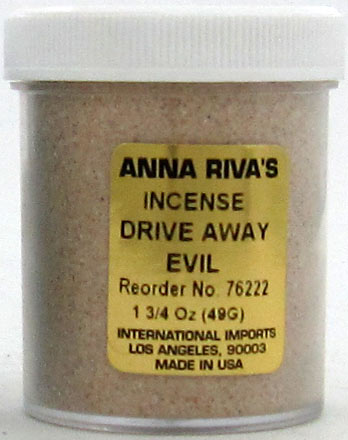 ANNA RIVA'S
INCENSE
DRIVE AWAY
EVIL
Reorder No. 76222
1 3/4 Oz (49G)
INTERNATIONAL IMPORTS
LOS ANGELES, 90003
MADE IN USA